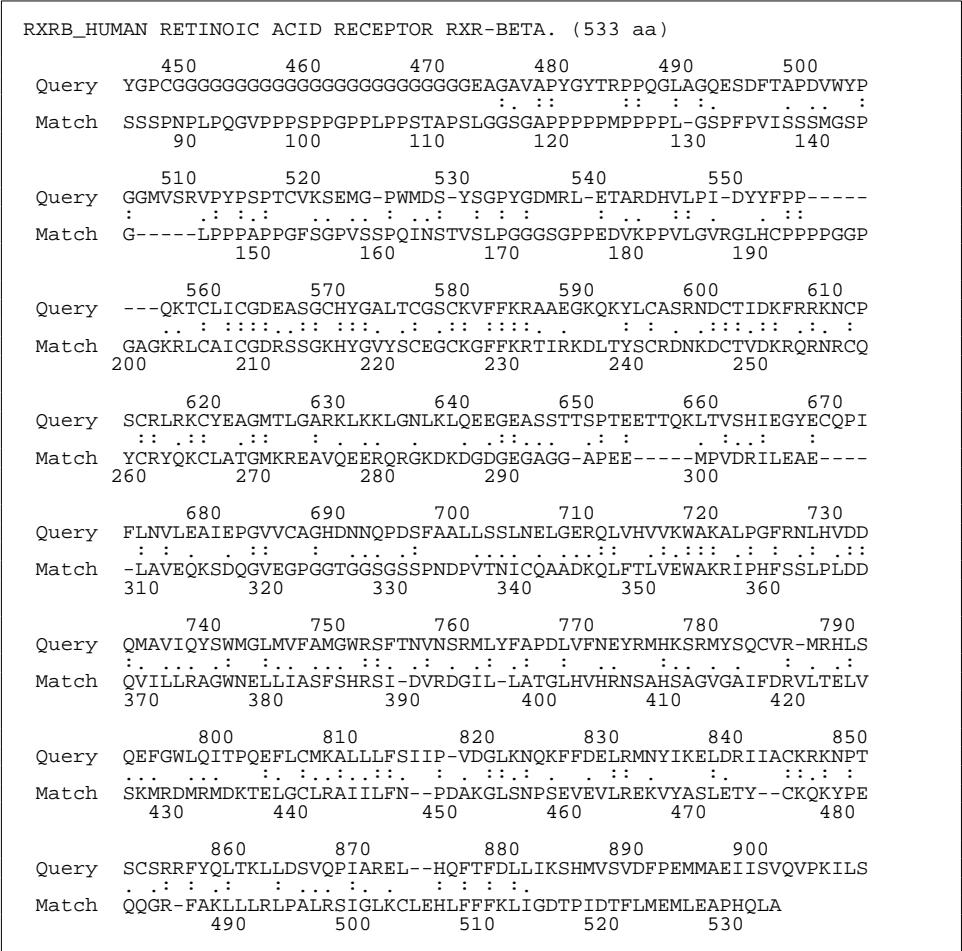 RXRB_HUMAN RETINOIC ACID RECEPTOR RXR-BETA. (533 aa)
450 460 470 480 490 500
Query YGPCGGGGGGGGGGGGGGGGGGGGGGGGEAGAVAPYGYTRPPQGLAGQESDFTAPDVWYP
:. :: :: : :. . .. :
Match SSSPNPLPQGVPPPSPPGPPLPPSTAPSLGGSGAPPPPPMPPPPL-GSPFPVISSSMGSP
90 100 110 120 130 140
510 520 530 540 550
Query GGMVSRVPYPSPTCVKSEMG-PWMDS-YSGPYGDMRL-ETARDHVLPI-DYYFPP-----
: .: : : . . . . .: : : : . :: . . ::
Match G-----LPPPAPPGFSGPVSSPQINSTVSLPGGGSGPPEDVKPPVLGVRGLHCPPPPGGP
150 160 170 180 190
560 570 580 590 600 610
Query ---QKTCLICGDEASGCHYGALTCGSCKVFFKRAAEGKQKYLCASRNDCTIDKFRRKNCP
.. : ::::. :: :::. .: .:: :::::. . : : . .:::.:: :.:.:
Match GAGKRLCAICGDRSSGKHYGVYSCEGCKGFFKRTIRKDLTYSCRDNKDCTVDKRQRNRCQ
200 210 220 230 240 250
620 630 640 650 660 670
Query SCRLRKCYEAGMTLGARKLKKLGNLKLQEEGEASSTTSPTEETTQKLTVSHIEGYECQPI
:: .:: : :: : . . . . : .::. . : : . :. : :
Match YCRYQKCLATGMKREAVQEERQRGKDKDGDGEGAGG-APEE-----MPVDRILEAE----
260 270 280 290 300
680 690 700 710 720 730
Query FLNVLEAIEPGVVCAGHDNNQPDSFAALLSSLNELGERQLVHVVKWAKALPGFRNLHVDD
: : . . :: : . . : .... . .. ::. .:.::: .: : .: ::
Match -LAVEQKSDQGVEGPGGTGGSGSSPNDPVTNICQAADKQLFTLVEWAKRIPHFSSLPLDD
310 320 330 340 350 360
740 750 760 770 780 790
Query QMAVIQYSWMGLMVFAMGWRSFTNVNSRMLYFAPDLVFNEYRMHKSRMYSQCVR-MRHLS
:. .. . : .. . . :: . : . : : . : . . : :.. . . : . :.
Match QVILLRAGWNELLIASFSHRSI-DVRDGIL-LATGLHVHRNSAHSAGVGAIFDRVLTELV
370 380 390 400 410 420
800 810 820 830 840 850
Query QEFGWLQITPQEFLCMKALLLFSIIP-VDGLKNQKFFDELRMNYIKELDRIIACKRKNPT
... .. : : : .:..:: : :: . . :: : : . :: :.
Match SKMRDMRMDKTELGCLRAIILFN--PDAKGLSNPSEVEVLREKVYASLETY--CKQKYPE
430 440 450 460 470 480
860 870 880 890 900
Query SCSRRFYQLTKLLDSVQPIAREL--HQFTFDLLIKSHMVSVDFPEMMAEIISVQVPKILS
. . : : : : . . : : . :: : :.
Match QQGR-FAKLLLRLPALRSIGLKCLEHLFFFKLIGDTPIDTFLMEMLEAPHQLA
490 500 510 520 530